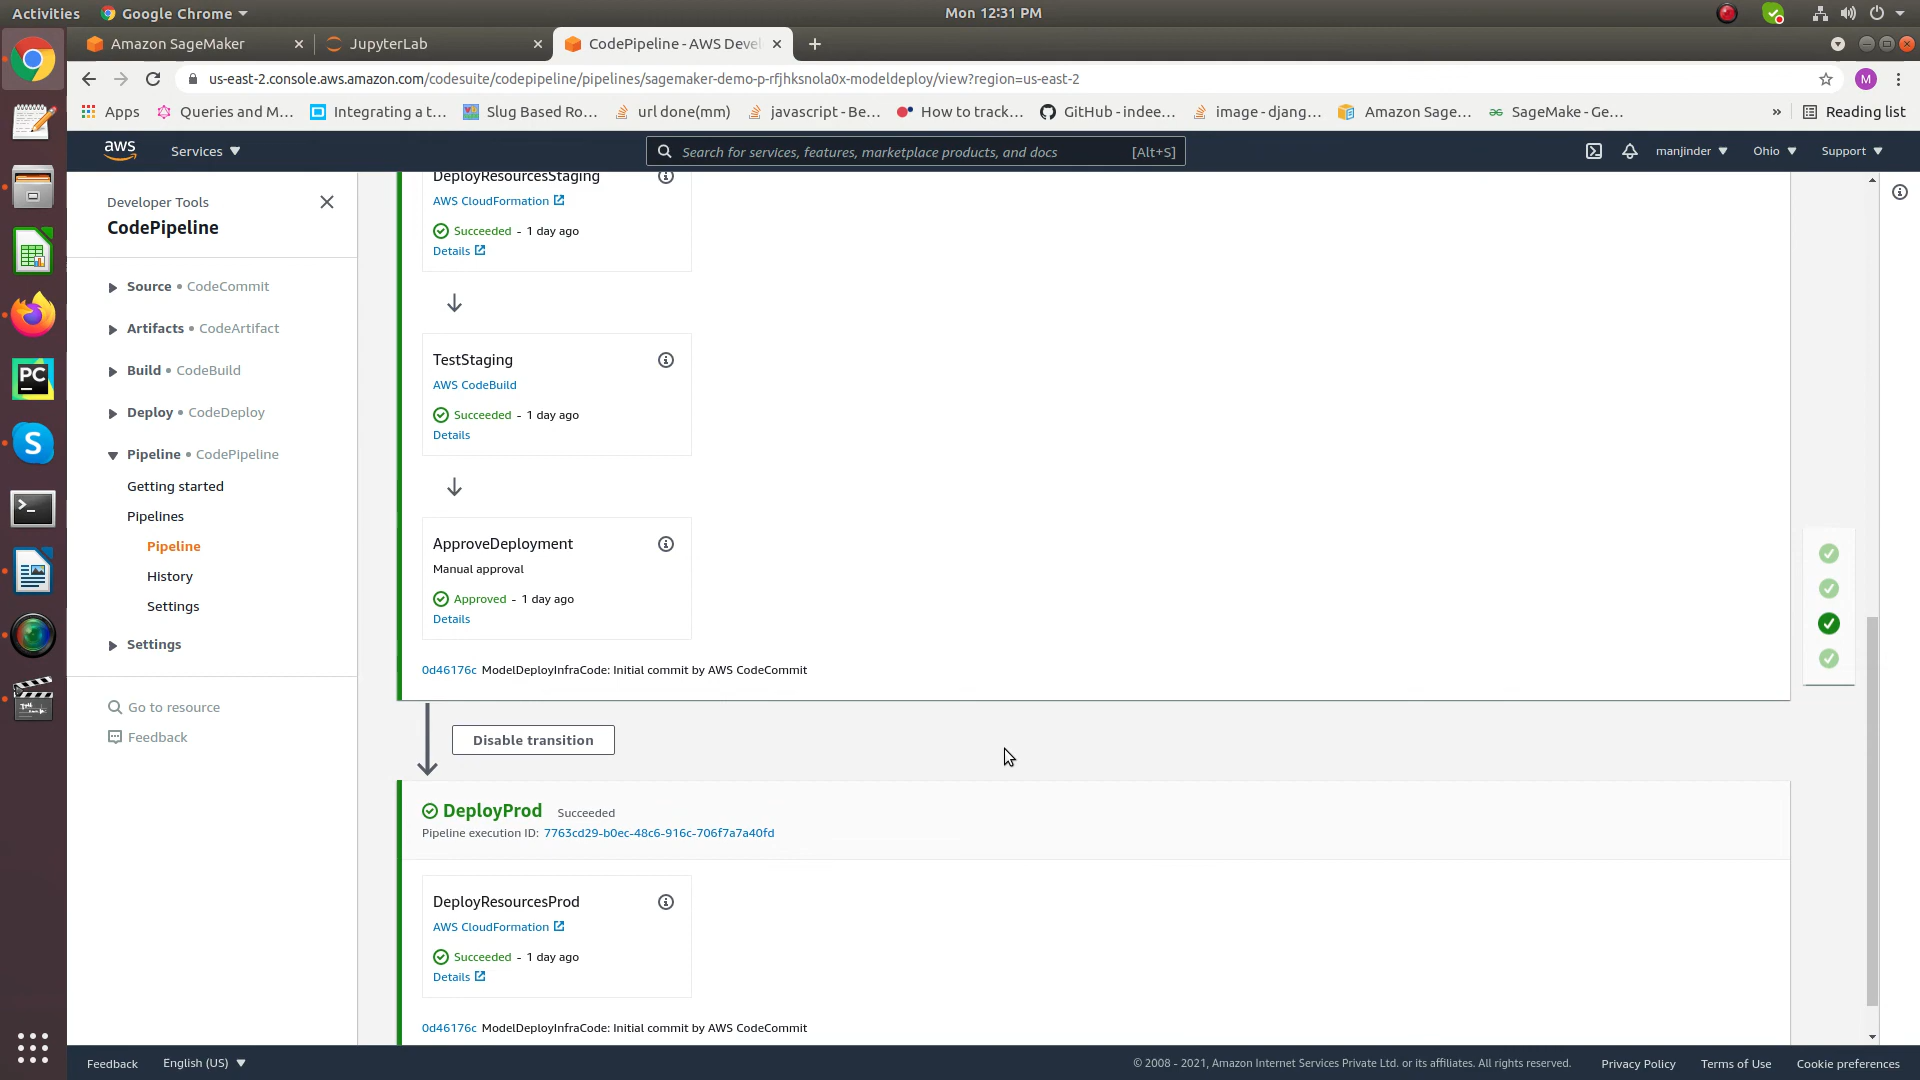 Activities Google Chrome Mon 12:31 PM
Amazon SageMaker JupyterLab CodePipeline - AWS Deve
us-east-2.console.aws.amazon.com/codesuite/codepipeline/pipelines/sagemaker-demo-p-rfjhksnola0x-modeldeploy/view?region=us-east-2 M
Apps Queries and M... Integrating a t... Slug Based Ro... url done(mm) javascript - Be... How to track... GitHub - indee... image - djang... Amazon Sage... SageMake - Ge... » Reading list
aws Services Search for services, features, marketplace products, and docs [Alt+S] manjinder Ohio Support
Developer Tools
CodePipeline
Source • CodeCommit
Artifacts • CodeArtifact
Build • CodeBuild
Deploy • CodeDeploy
Pipeline • CodePipeline
Getting started
Pipelines
Pipeline
History
Settings
Settings
Go to resource
Feedback
DeployResourcesStaging
AWS CloudFormation
Succeeded - 1 day ago
Details
TestStaging
AWS CodeBuild
Succeeded - 1 day ago
Details
ApproveDeployment
Manual approval
Approved - 1 day ago
Details
0d46176c ModelDeployInfraCode: Initial commit by AWS CodeCommit
Disable transition
DeployProd Succeeded
Pipeline execution ID: 7763cd29-b0ec-48c6-916c-706f7a7a40fd
DeployResourcesProd
AWS CloudFormation
Succeeded - 1 day ago
Details
0d46176c ModelDeployInfraCode: Initial commit by AWS CodeCommit
Feedback English (US) © 2008 - 2021, Amazon Internet Services Private Ltd. or its affiliates. All rights reserved. Privacy Policy Terms of Use Cookie preferences
PC
S